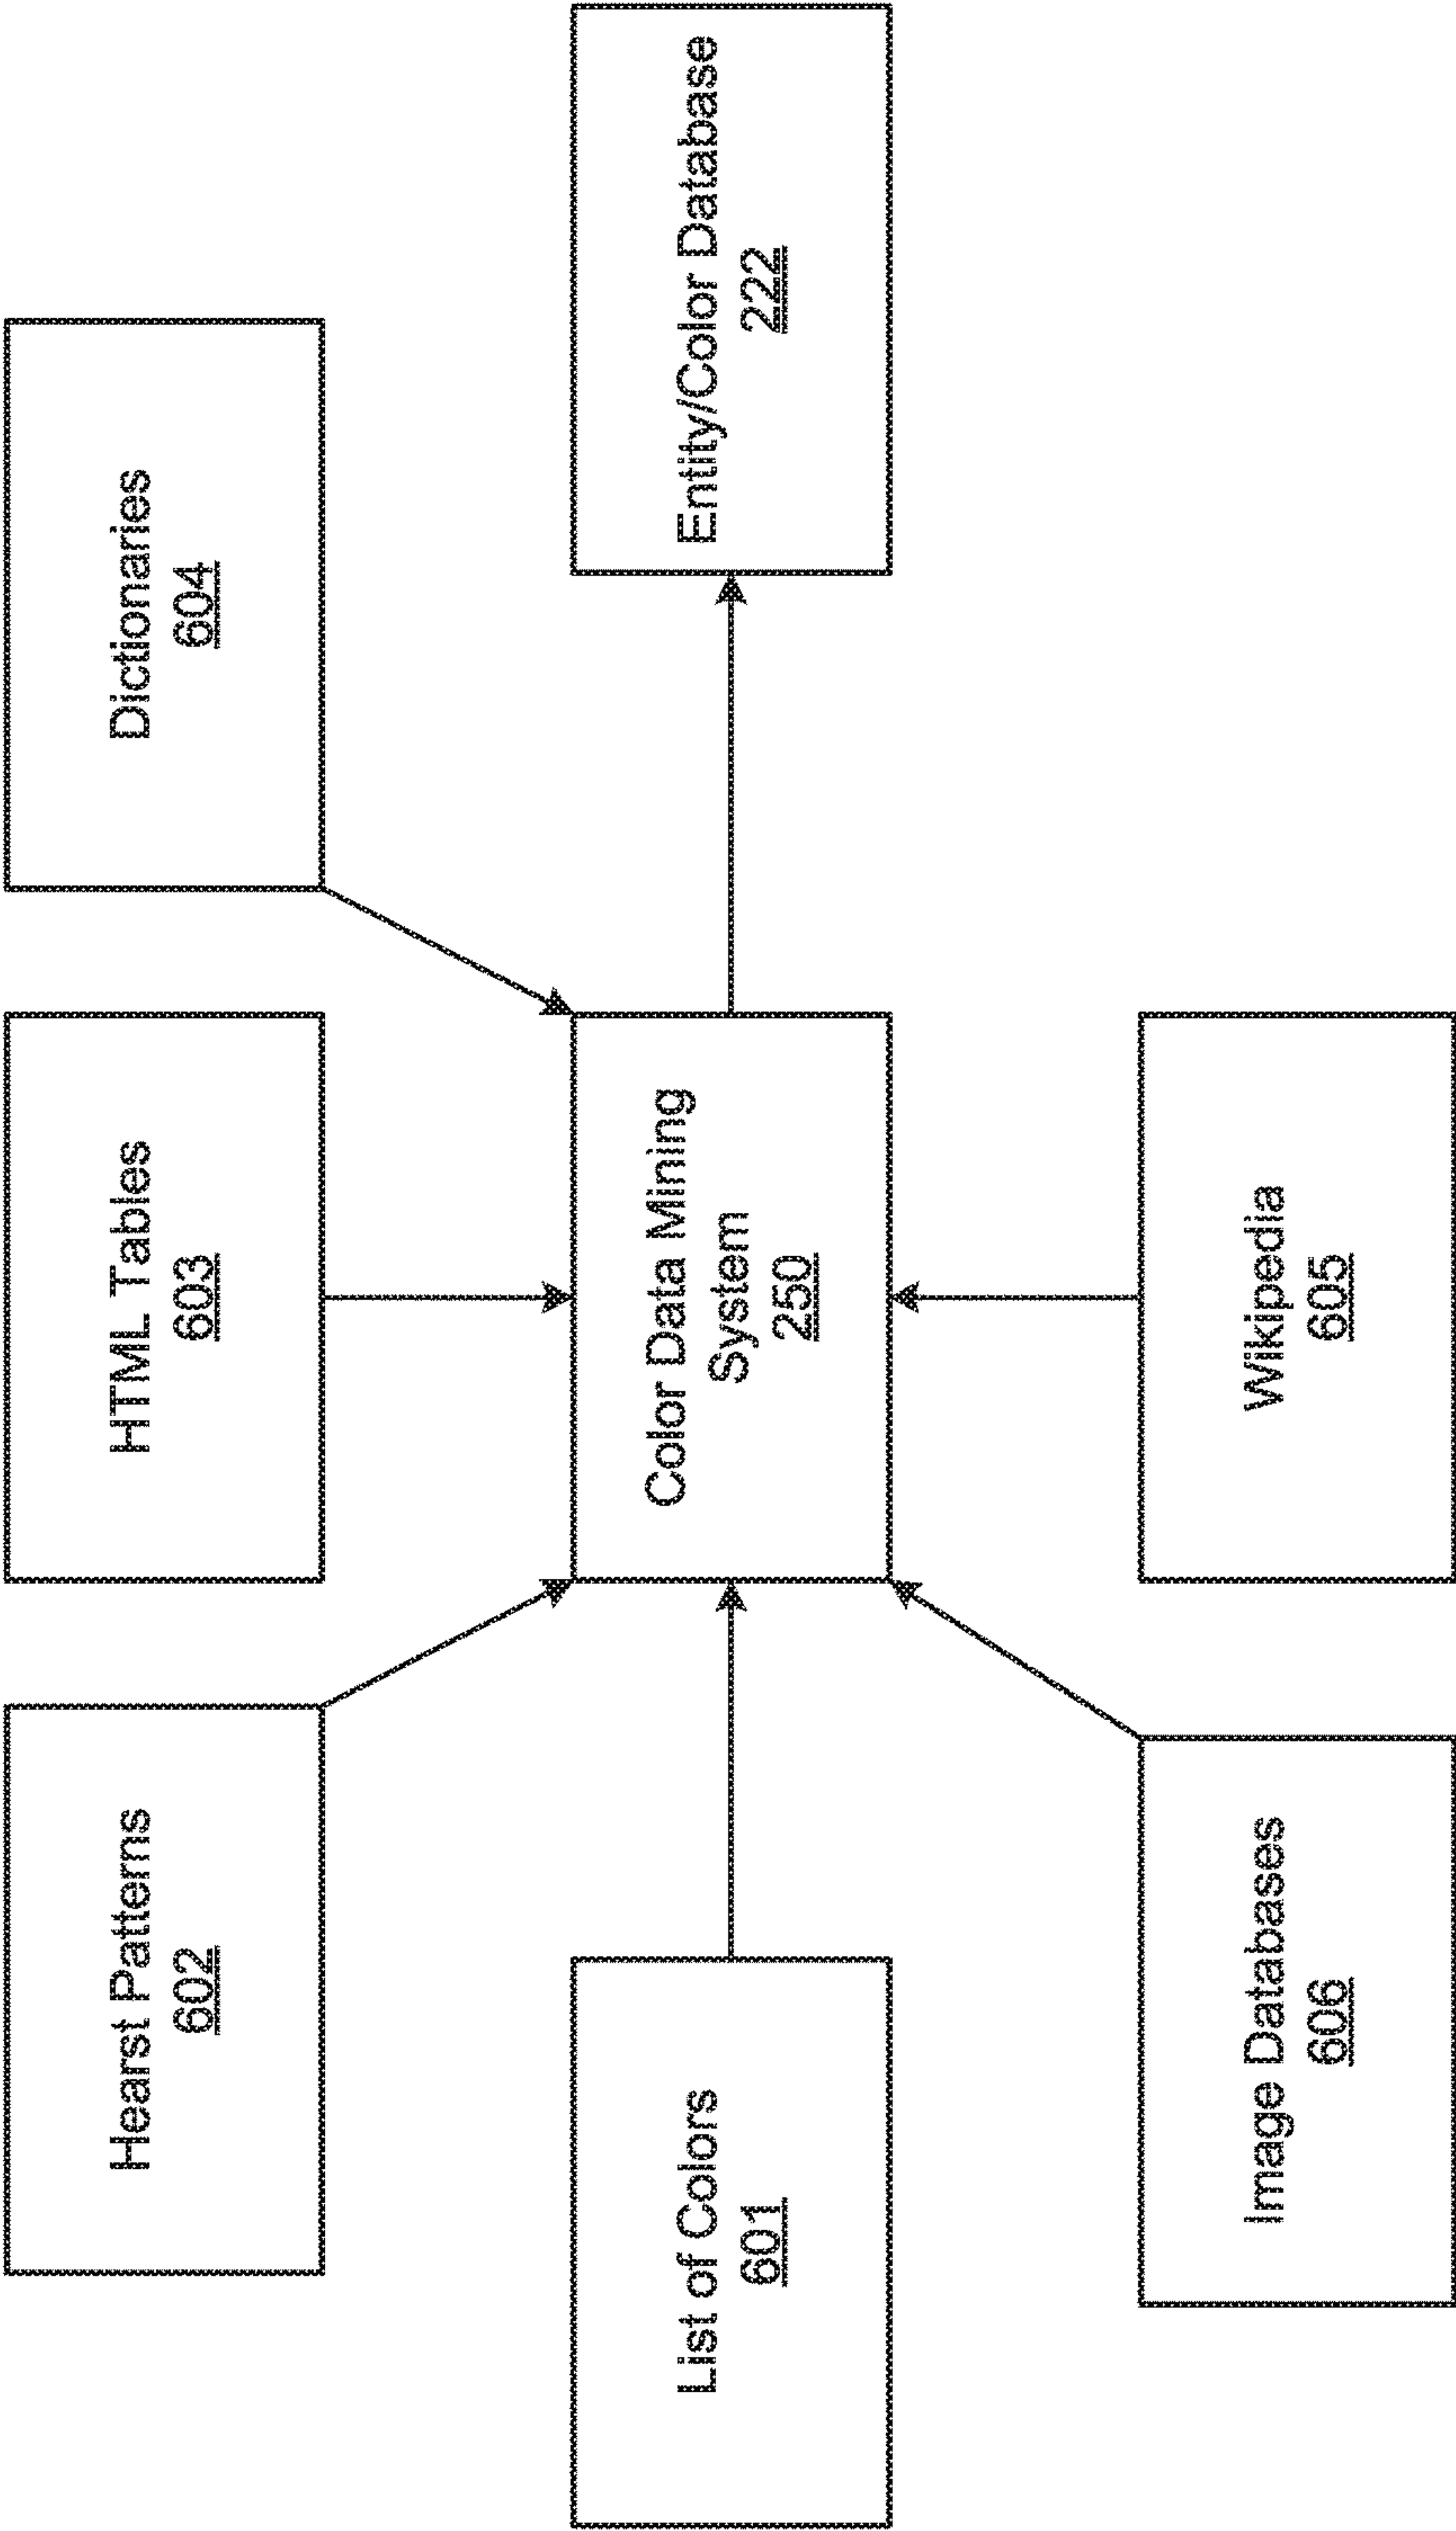 Hearst Patterns
602
HTML Tables
603
Dictionaries
604
List of Colors
601
Color Data Mining
System
250
Entity/Color Database
222
Image Databases
606
Wikipedia
605